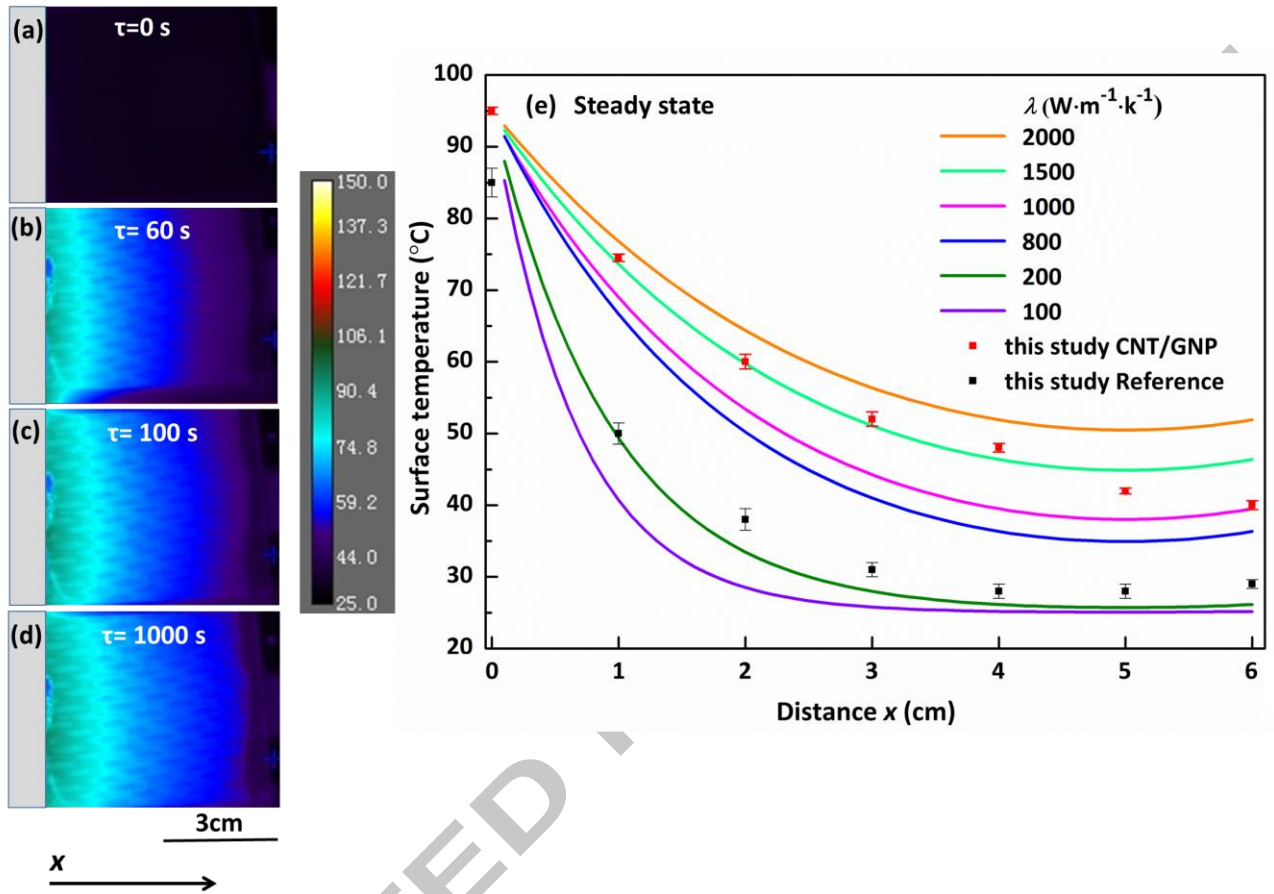 (a)
τ=0 s
(b)
τ= 60 s
(c)
τ= 100 s
(d)
τ= 1000 s
3cm
x
150.0
137.3
121.7
106.1
90.4
74.8
59.2
44.0
25.0
(e) Steady state
λ (W·m⁻¹·k⁻¹)
2000
1500
1000
800
200
100
this study CNT/GNP
this study Reference
Surface temperature (°C)
100
90
80
70
60
50
40
30
20
0 1 2 3 4 5 6
Distance x (cm)
TED